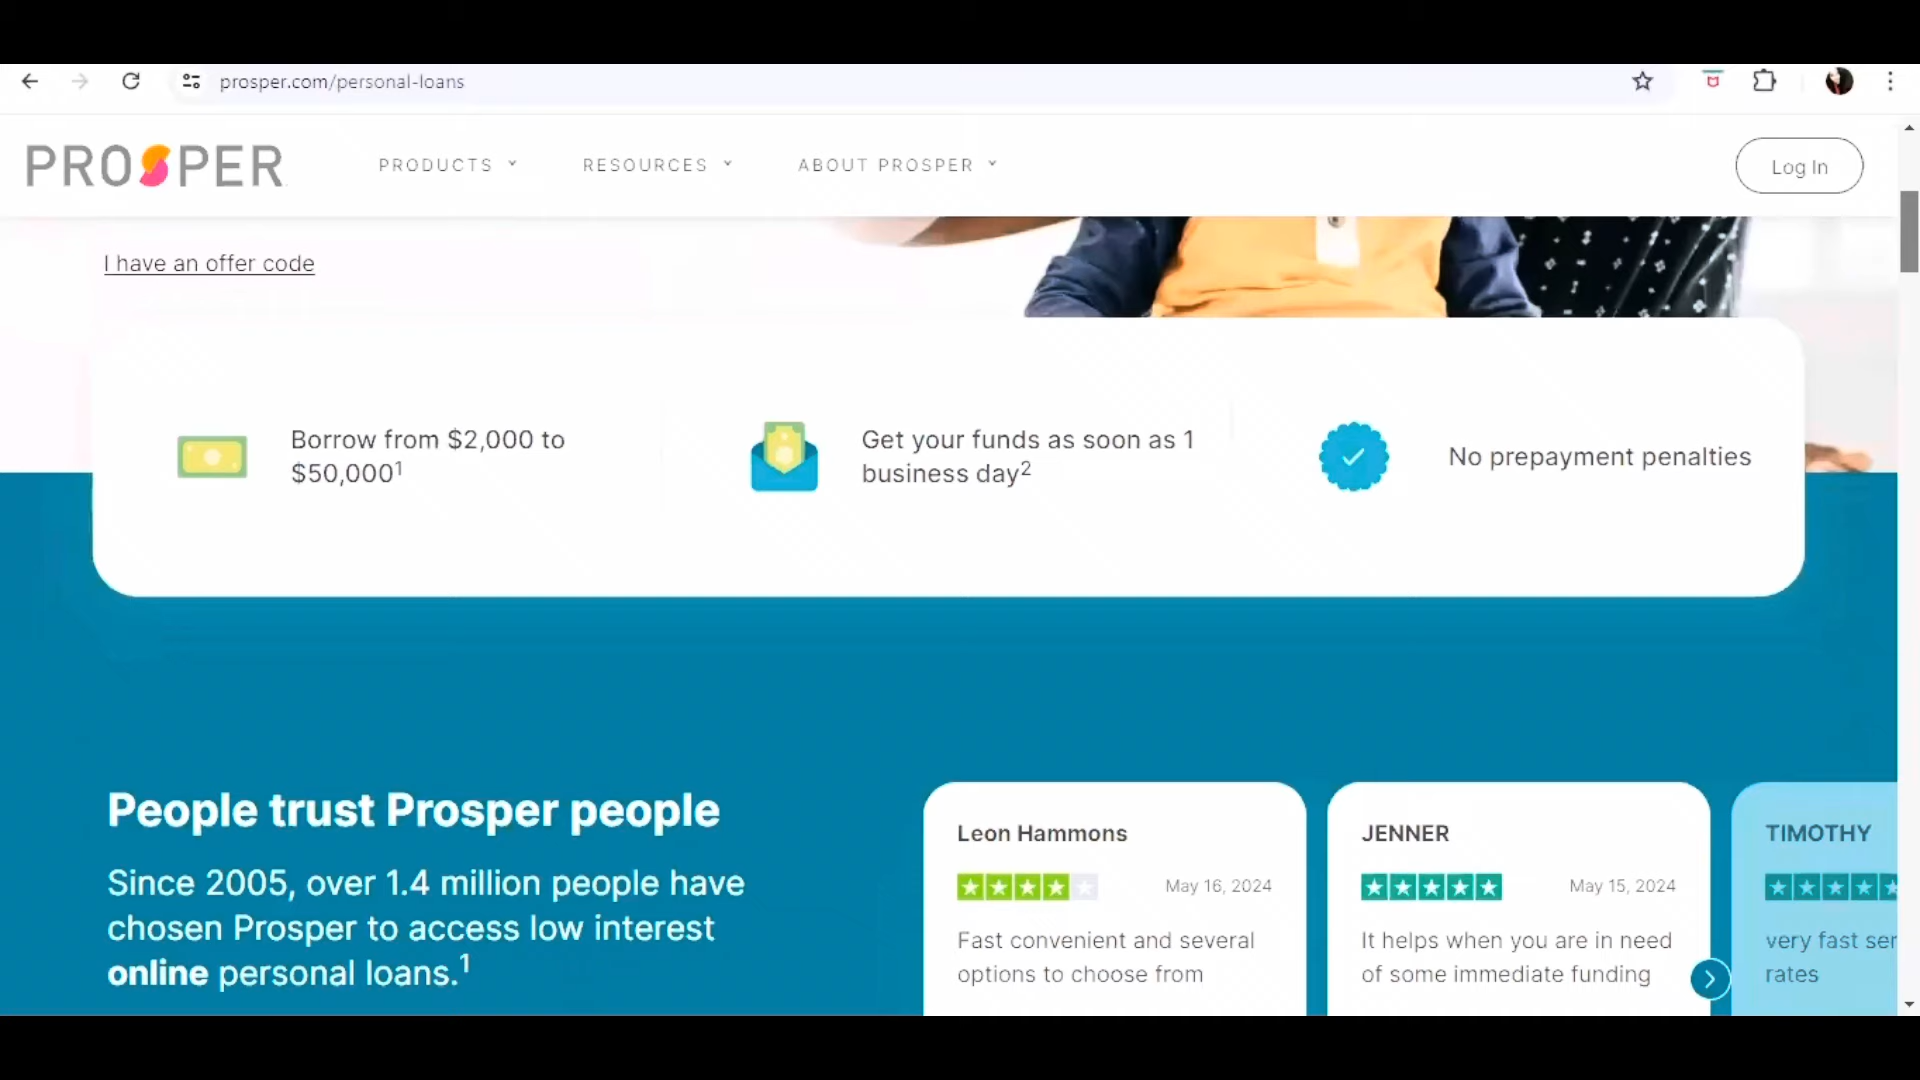 prosper.com/personal-loans
PROSPER
PRODUCTS
RESOURCES
ABOUT PROSPER
Log In
I have an offer code
Borrow from $2,000 to
$50,000¹
Get your funds as soon as 1
business day²
No prepayment penalties
People trust Prosper people
Since 2005, over 1.4 million people have
chosen Prosper to access low interest
online personal loans.¹
Leon Hammons
May 16, 2024
Fast convenient and several
options to choose from
JENNER
May 15, 2024
It helps when you are in need
of some immediate funding
TIMOTHY
very fast ser
rates